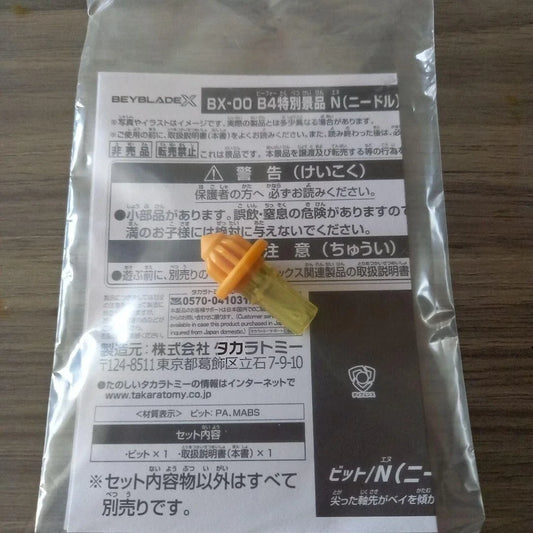 BEYBLADE X
BX-00 B4特別景品 N(ニードル)
※写真やイラストはイメージです。実際の製品とは多少異なる場合があります。
※ご使用の前に、取扱説明書(本書)をよくお読みください。また、読み終わった後は、必
非売品 転売禁止 これは景品です。本景品を譲渡及び転売する等の行為な
警告(けいこく)
保護者の方へ 必ずお読みください。
●小部品があります。誤飲・窒息の危険がありますので
満のお子様には絶対に与えないでください。
注意(ちゅうい)
●遊ぶ前に、別売りの
ックス関連製品の取扱説明書
タカラトミー
0570-041031
製造元:株式会社 タカラトミー
〒124-8511 東京都葛飾区立石7-9-10
●たのしいタカラトミーの情報はインターネットで
www.takaratomy.co.jp
<材質表示> ビット:PA、MABS
セット内容
・ビット×1 ・取扱説明書(本書)×1
※セット内容物以外はすべて
別売りです。
ディフェンス
ビット/N(ニー
尖った軸先がベイを傾か